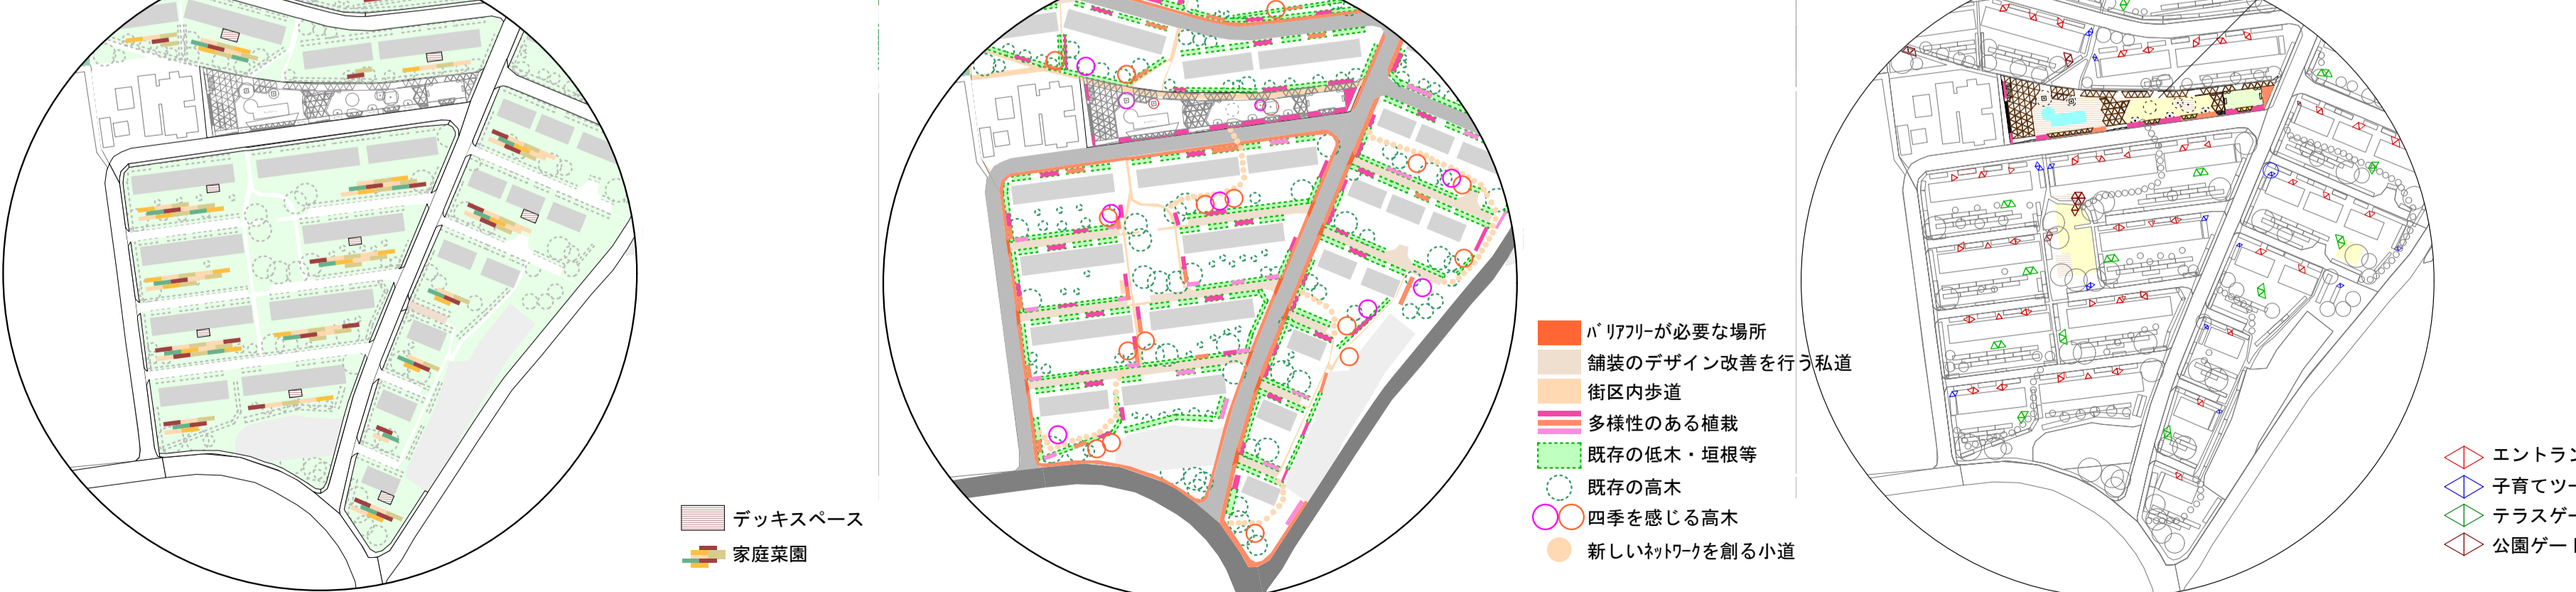 デッキスペース
家庭菜園
バリアフリーが必要な場所
舗装のデザイン改善を行う私道
街区内歩道
多様性のある植栽
既存の低木・垣根等
既存の高木
四季を感じる高木
新しいネットワークを創る小道
エントラン
子育てツー
テラスゲー
公園ゲート